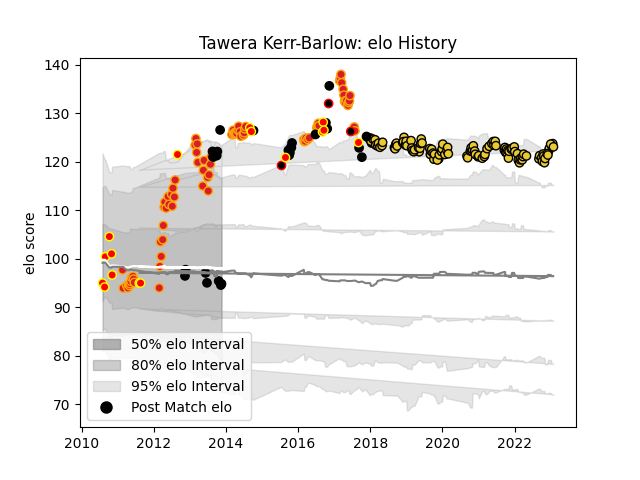 Tawera Kerr-Barlow: elo History
140
130
120
110
100
90
80
70
elo score
50% elo Interval
80% elo Interval
95% elo Interval
Post Match elo
2010 2012 2014 2016 2018 2020 2022